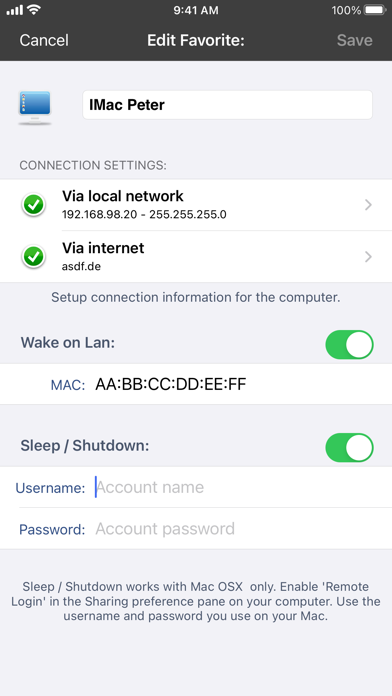 9:41 AM 100%
Cancel Edit Favorite: Save
IMac Peter
CONNECTION SETTINGS:
Via local network
192.168.98.20 - 255.255.255.0
Via internet
asdf.de
Setup connection information for the computer.
Wake on Lan:
MAC: AA:BB:CC:DD:EE:FF
Sleep / Shutdown:
Username: Account name
Password: Account password
Sleep / Shutdown works with Mac OSX only. Enable 'Remote
Login' in the Sharing preference pane on your computer. Use the
username and password you use on your Mac.